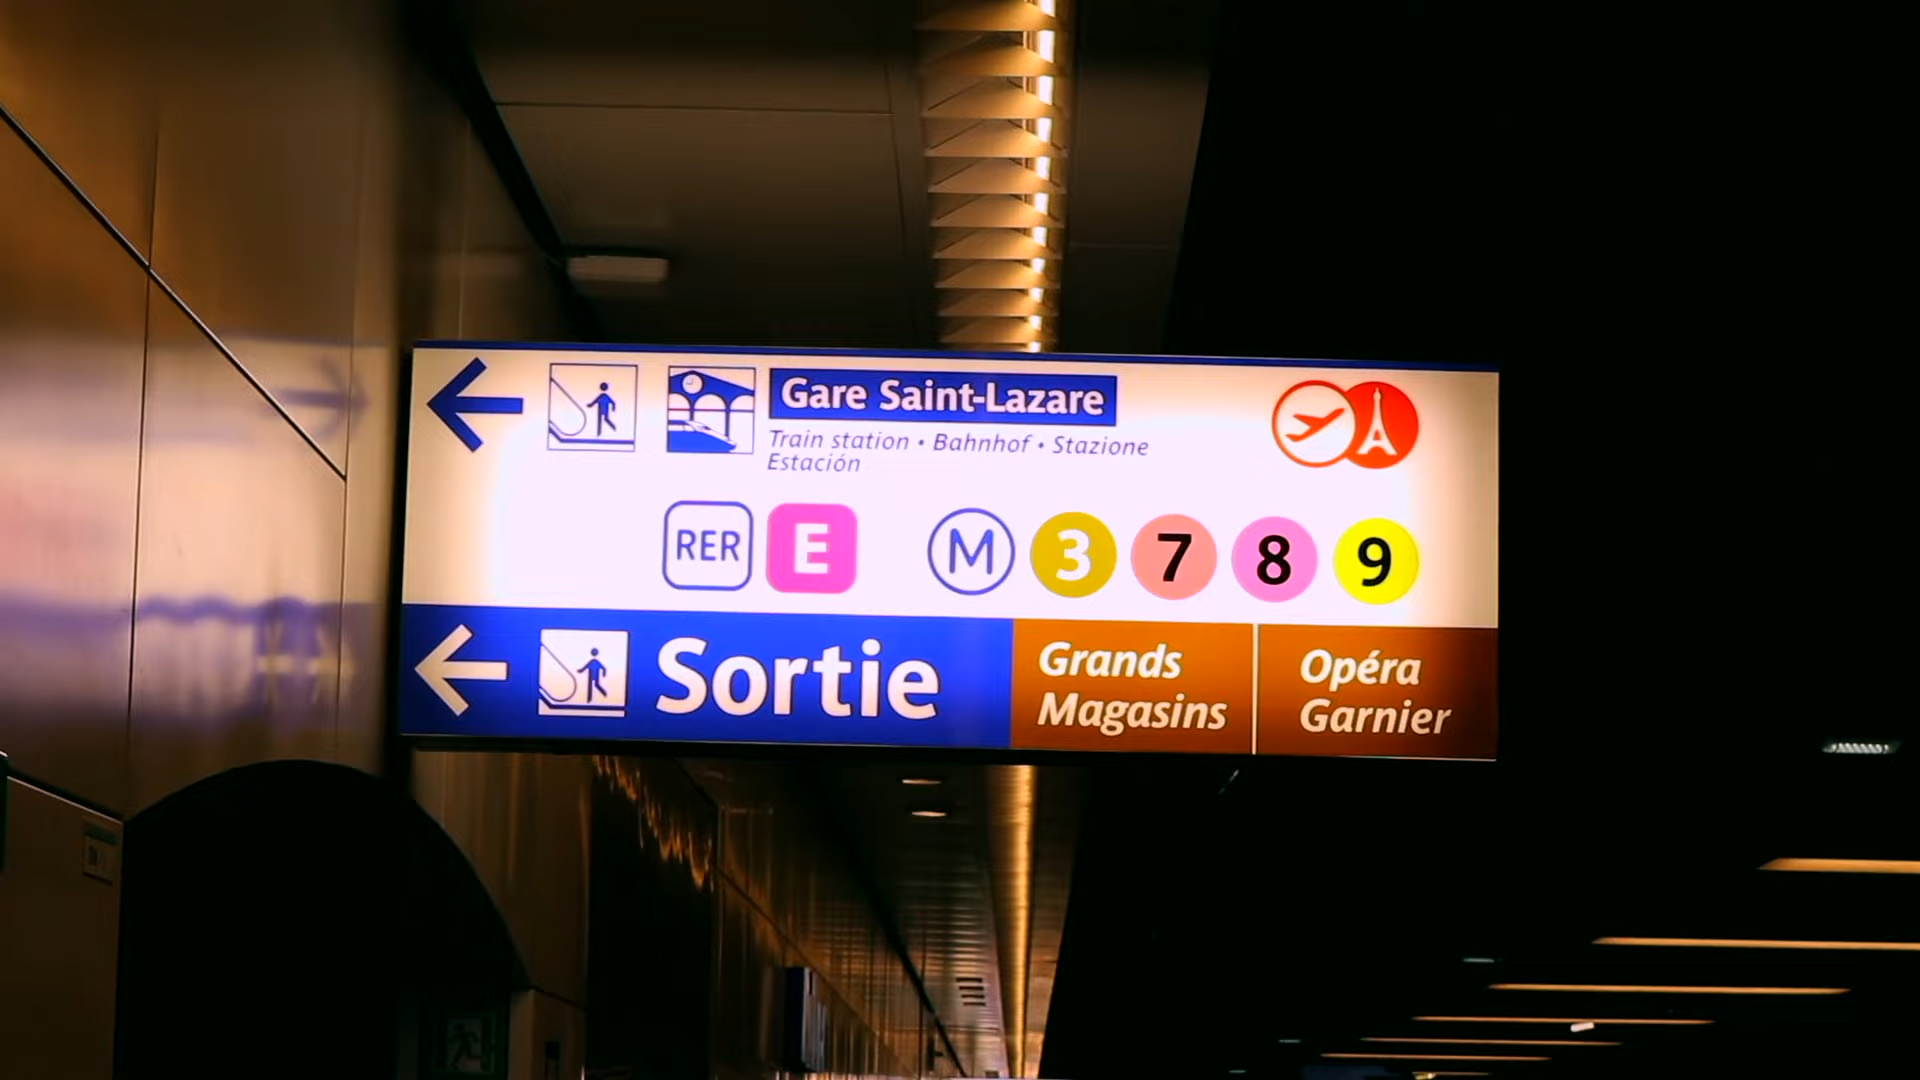 Gare Saint-Lazare
Train station • Bahnhof • Stazione
Estación
RER E M 3 7 8 9
Sortie
Grands
Magasins
Opéra
Garnier